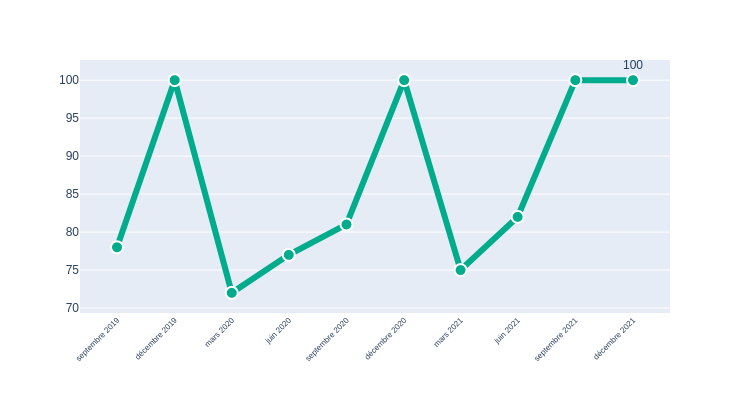 100
100
95
90
85
80
75
70
septembre 2019
décembre 2019
mars 2020
juin 2020
septembre 2020
décembre 2020
mars 2021
juin 2021
septembre 2021
décembre 2021